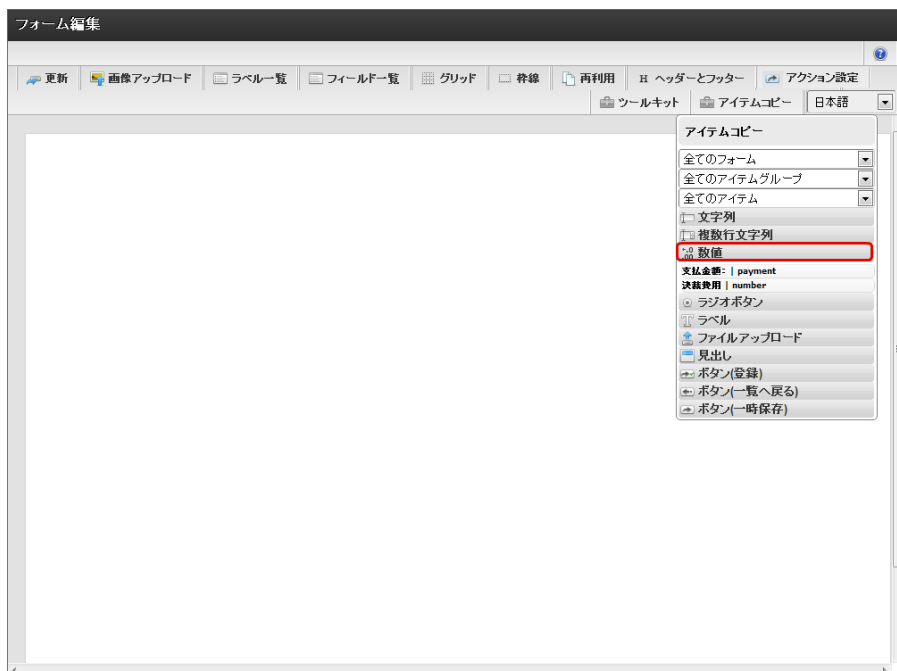 フォーム編集
更新 画像アップロード ラベル一覧 フィールド一覧 グリッド 枠線 再利用 H ヘッダーとフッター アクション設定
ツールキット アイテムコピー 日本語
アイテムコピー
全てのフォーム
全てのアイテムグループ
全てのアイテム
文字列
複数行文字列
数値
支払金額: | payment
決裁費用 | number
ラジオボタン
ラベル
ファイルアップロード
見出し
ボタン(登録)
ボタン(一覧へ戻る)
ボタン(一時保存)